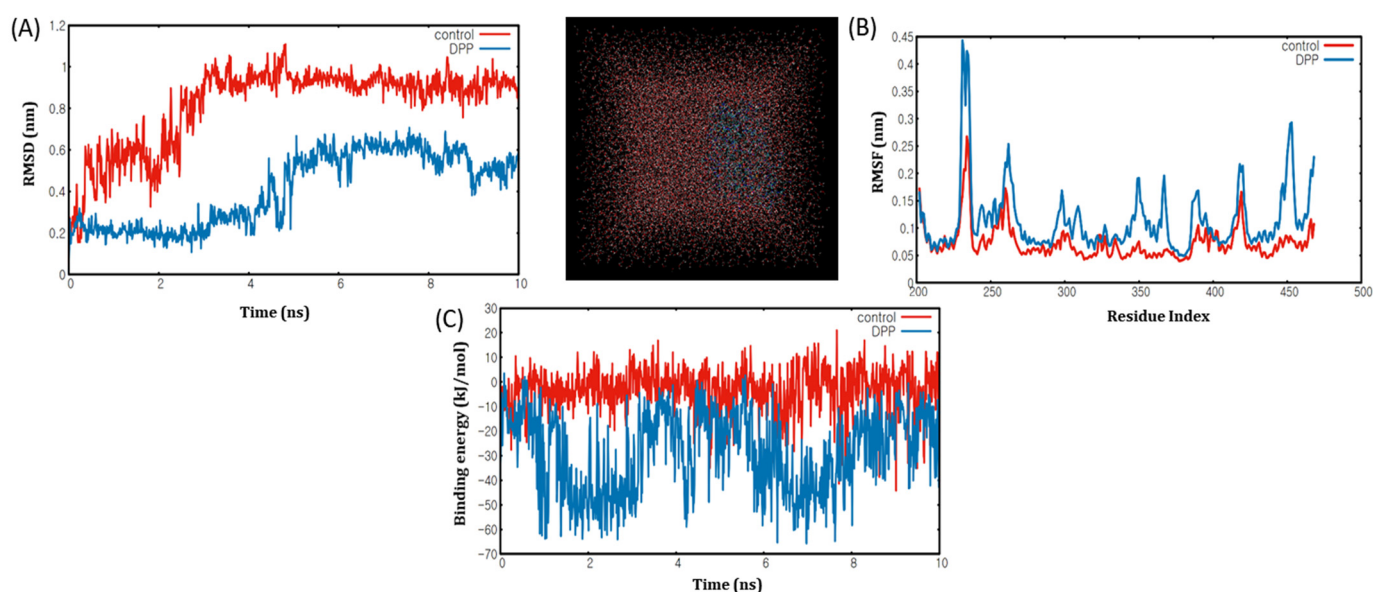 (A)
control
DPP
RMSD (nm)
1.2
1
0.8
0.6
0.4
0.2
0
0 2 4 6 8 10
Time (ns)
(B)
control
DPP
RMSF (nm)
0.45
0.4
0.35
0.3
0.25
0.2
0.15
0.1
0.05
0
200 250 300 350 400 450 500
Residue Index
(C)
control
DPP
Binding energy (kJ/mol)
30
20
10
0
-10
-20
-30
-40
-50
-60
-70
0 2 4 6 8 10
Time (ns)